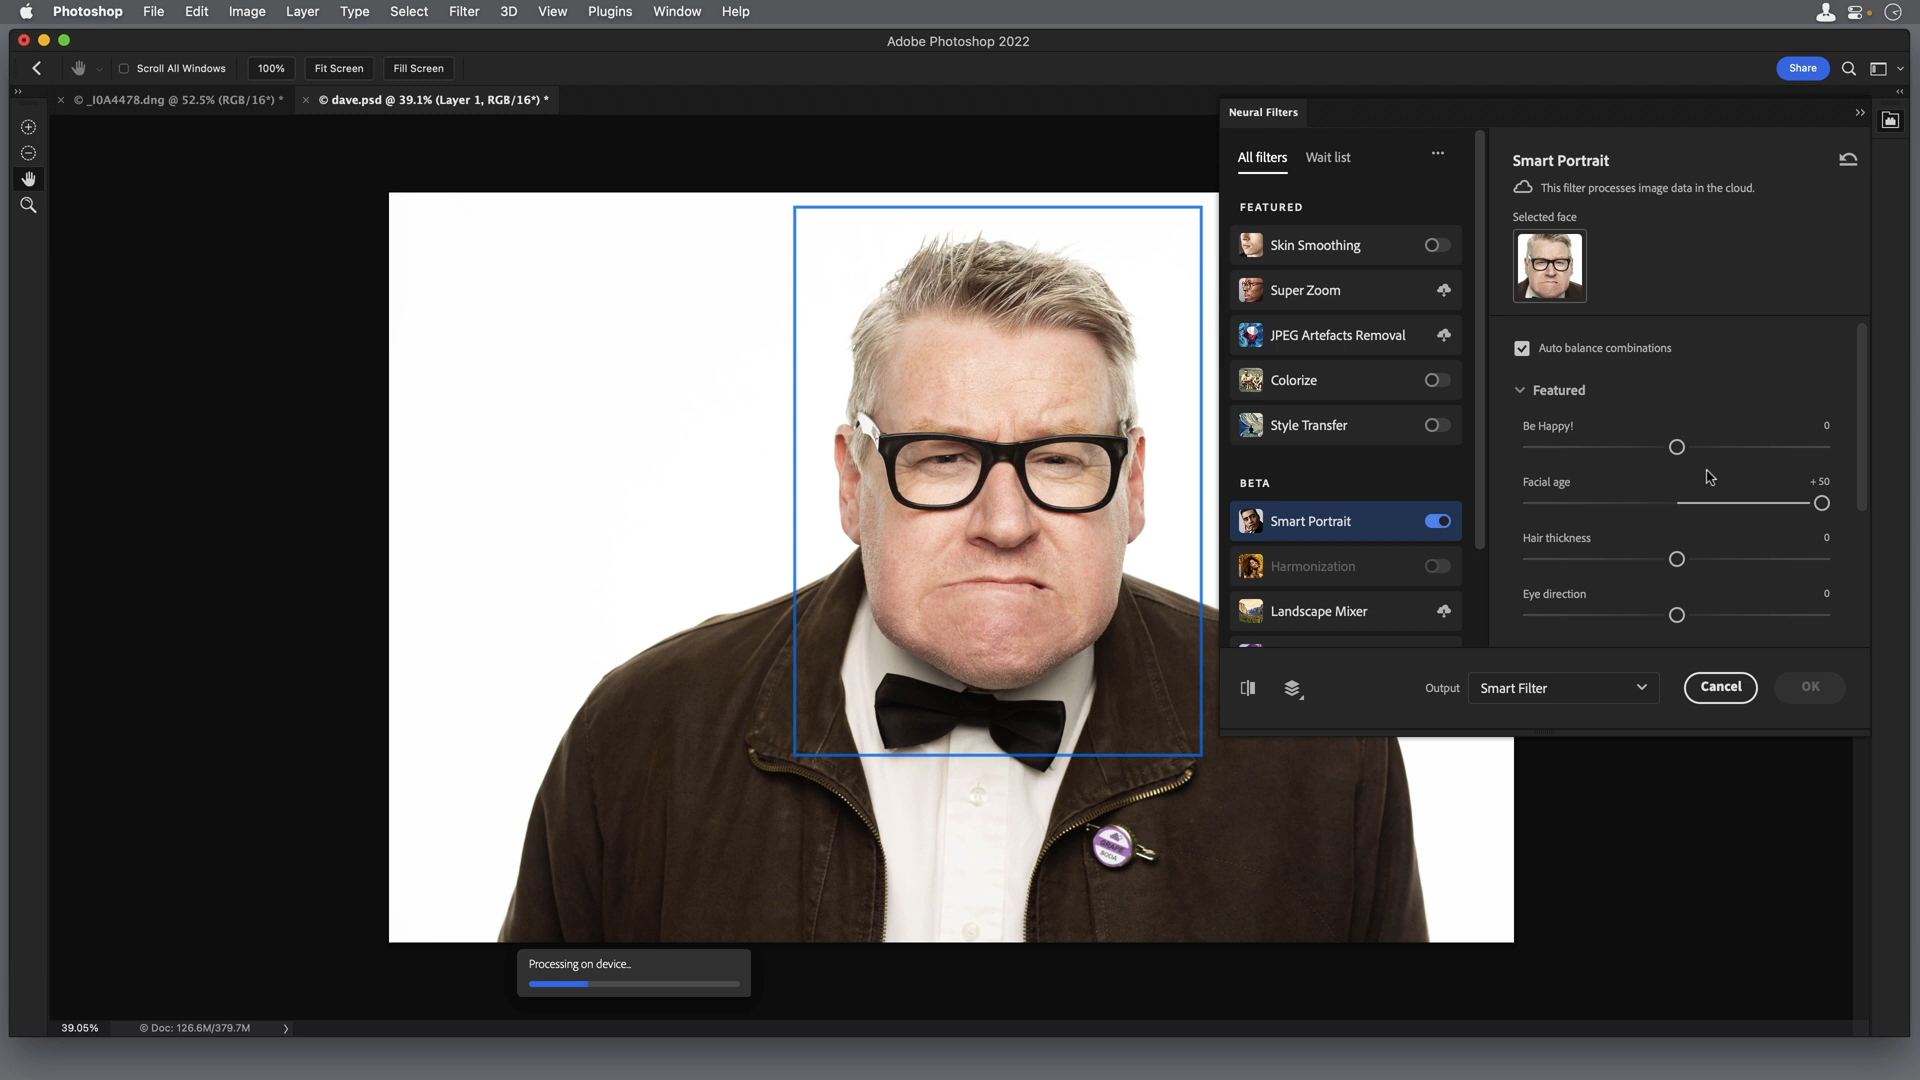 Photoshop File Edit Image Layer Type Select Filter 3D View Plugins Window Help
Adobe Photoshop 2022
Scroll All Windows 100% Fit Screen Fill Screen Share
× © _I0A4478.dng @ 52.5% (RGB/16*) * × © dave.psd @ 39.1% (Layer 1, RGB/16*) *
Neural Filters
All filters Wait list
FEATURED
Skin Smoothing
Super Zoom
JPEG Artefacts Removal
Colorize
Style Transfer
BETA
Smart Portrait
Harmonization
Landscape Mixer
Smart Portrait
This filter processes image data in the cloud.
Selected face
Auto balance combinations
Featured
Be Happy! 0
Facial age +50
Hair thickness 0
Eye direction 0
Output Smart Filter Cancel OK
GRAPE
SODA
Processing on device...
39.05% © Doc: 126.6M/379.7M